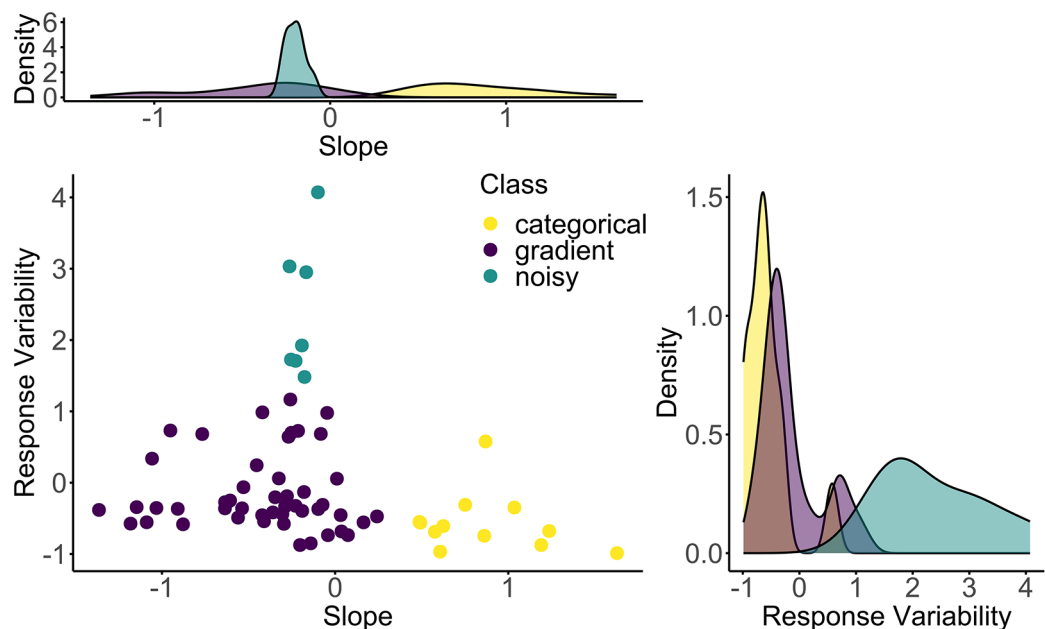 Density
6
4
2
0
-1 0 1
Slope
Response Variability
4
3
2
1
0
-1
-1 0 1
Slope
Class
categorical
gradient
noisy
Density
1.5
1.0
0.5
0.0
-1 0 1 2 3 4
Response Variability